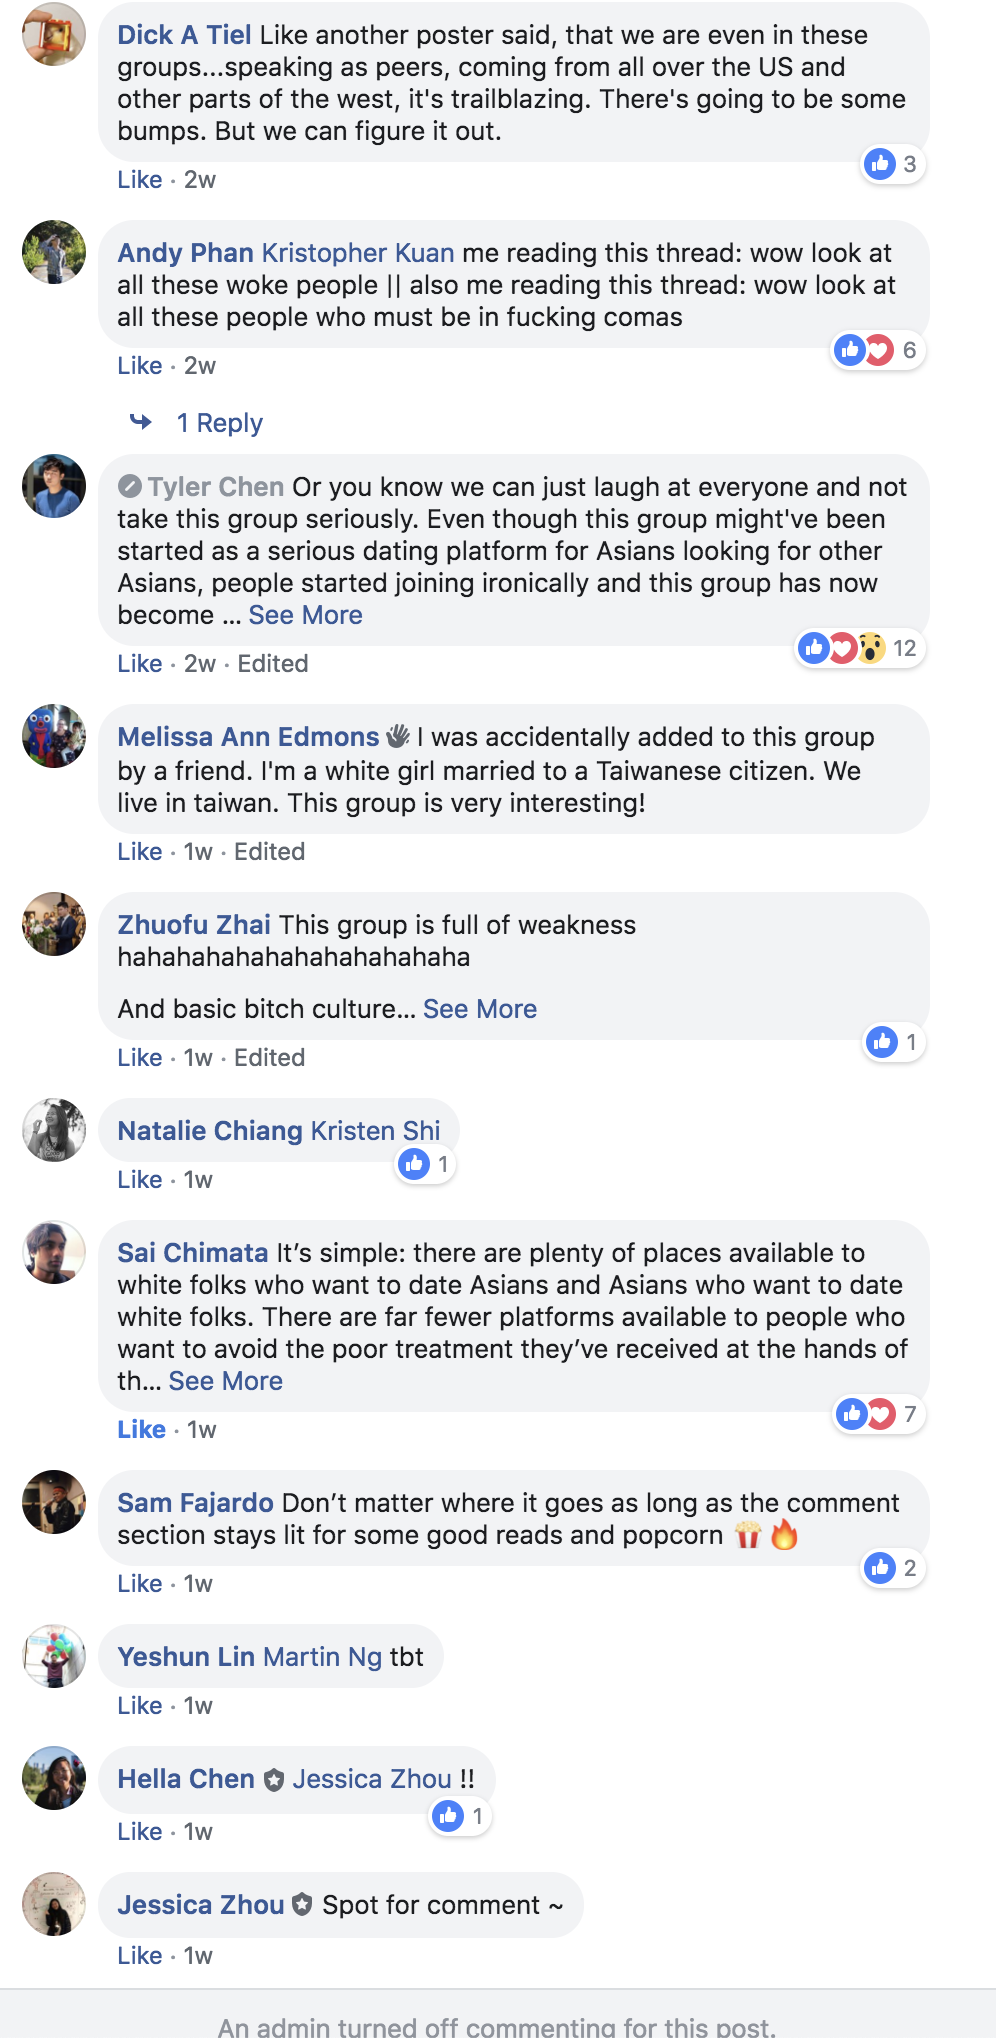 Dick A Tiel Like another poster said, that we are even in these
groups...speaking as peers, coming from all over the US and
other parts of the west, it's trailblazing. There's going to be some
bumps. But we can figure it out.
3
Like · 2w
Andy Phan Kristopher Kuan me reading this thread: wow look at
all these woke people || also me reading this thread: wow look at
all these people who must be in fucking comas
6
Like · 2w
1 Reply
Tyler Chen Or you know we can just laugh at everyone and not
take this group seriously. Even though this group might've been
started as a serious dating platform for Asians looking for other
Asians, people started joining ironically and this group has now
become ... See More
12
Like · 2w · Edited
Melissa Ann Edmons 👋 I was accidentally added to this group
by a friend. I'm a white girl married to a Taiwanese citizen. We
live in taiwan. This group is very interesting!
Like · 1w · Edited
Zhuofu Zhai This group is full of weakness
hahahahahahahahahahahaha
And basic bitch culture... See More
1
Like · 1w · Edited
Natalie Chiang Kristen Shi
1
Like · 1w
Sai Chimata It’s simple: there are plenty of places available to
white folks who want to date Asians and Asians who want to date
white folks. There are far fewer platforms available to people who
want to avoid the poor treatment they’ve received at the hands of
th... See More
7
Like · 1w
Sam Fajardo Don’t matter where it goes as long as the comment
section stays lit for some good reads and popcorn 🍿🔥
2
Like · 1w
Yeshun Lin Martin Ng tbt
Like · 1w
Hella Chen Jessica Zhou !!
1
Like · 1w
Jessica Zhou Spot for comment ~
Like · 1w
An admin turned off commenting for this post.